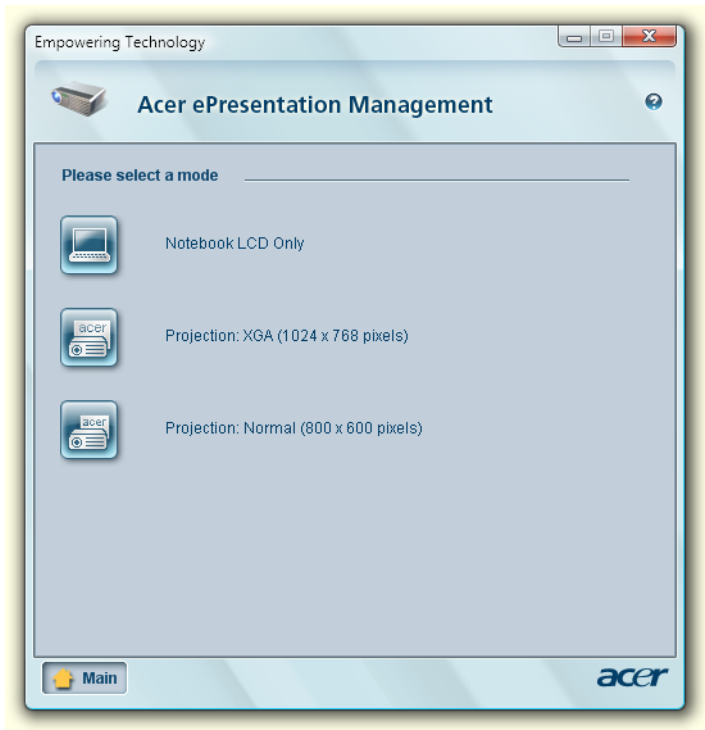 Empowering Technology
Acer ePresentation Management
Please select a mode
Notebook LCD Only
acer
Projection: XGA (1024 x 768 pixels)
acer
Projection: Normal (800 x 600 pixels)
Main
acer